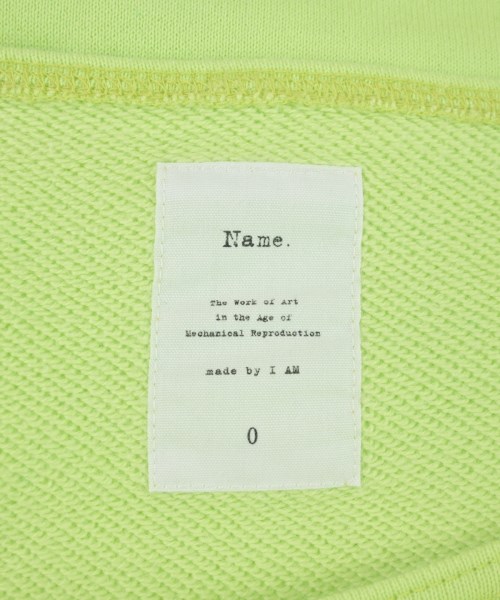 Name.
The Work of Art
in the Age of
Mechanical Reproduction
made by I AM
0